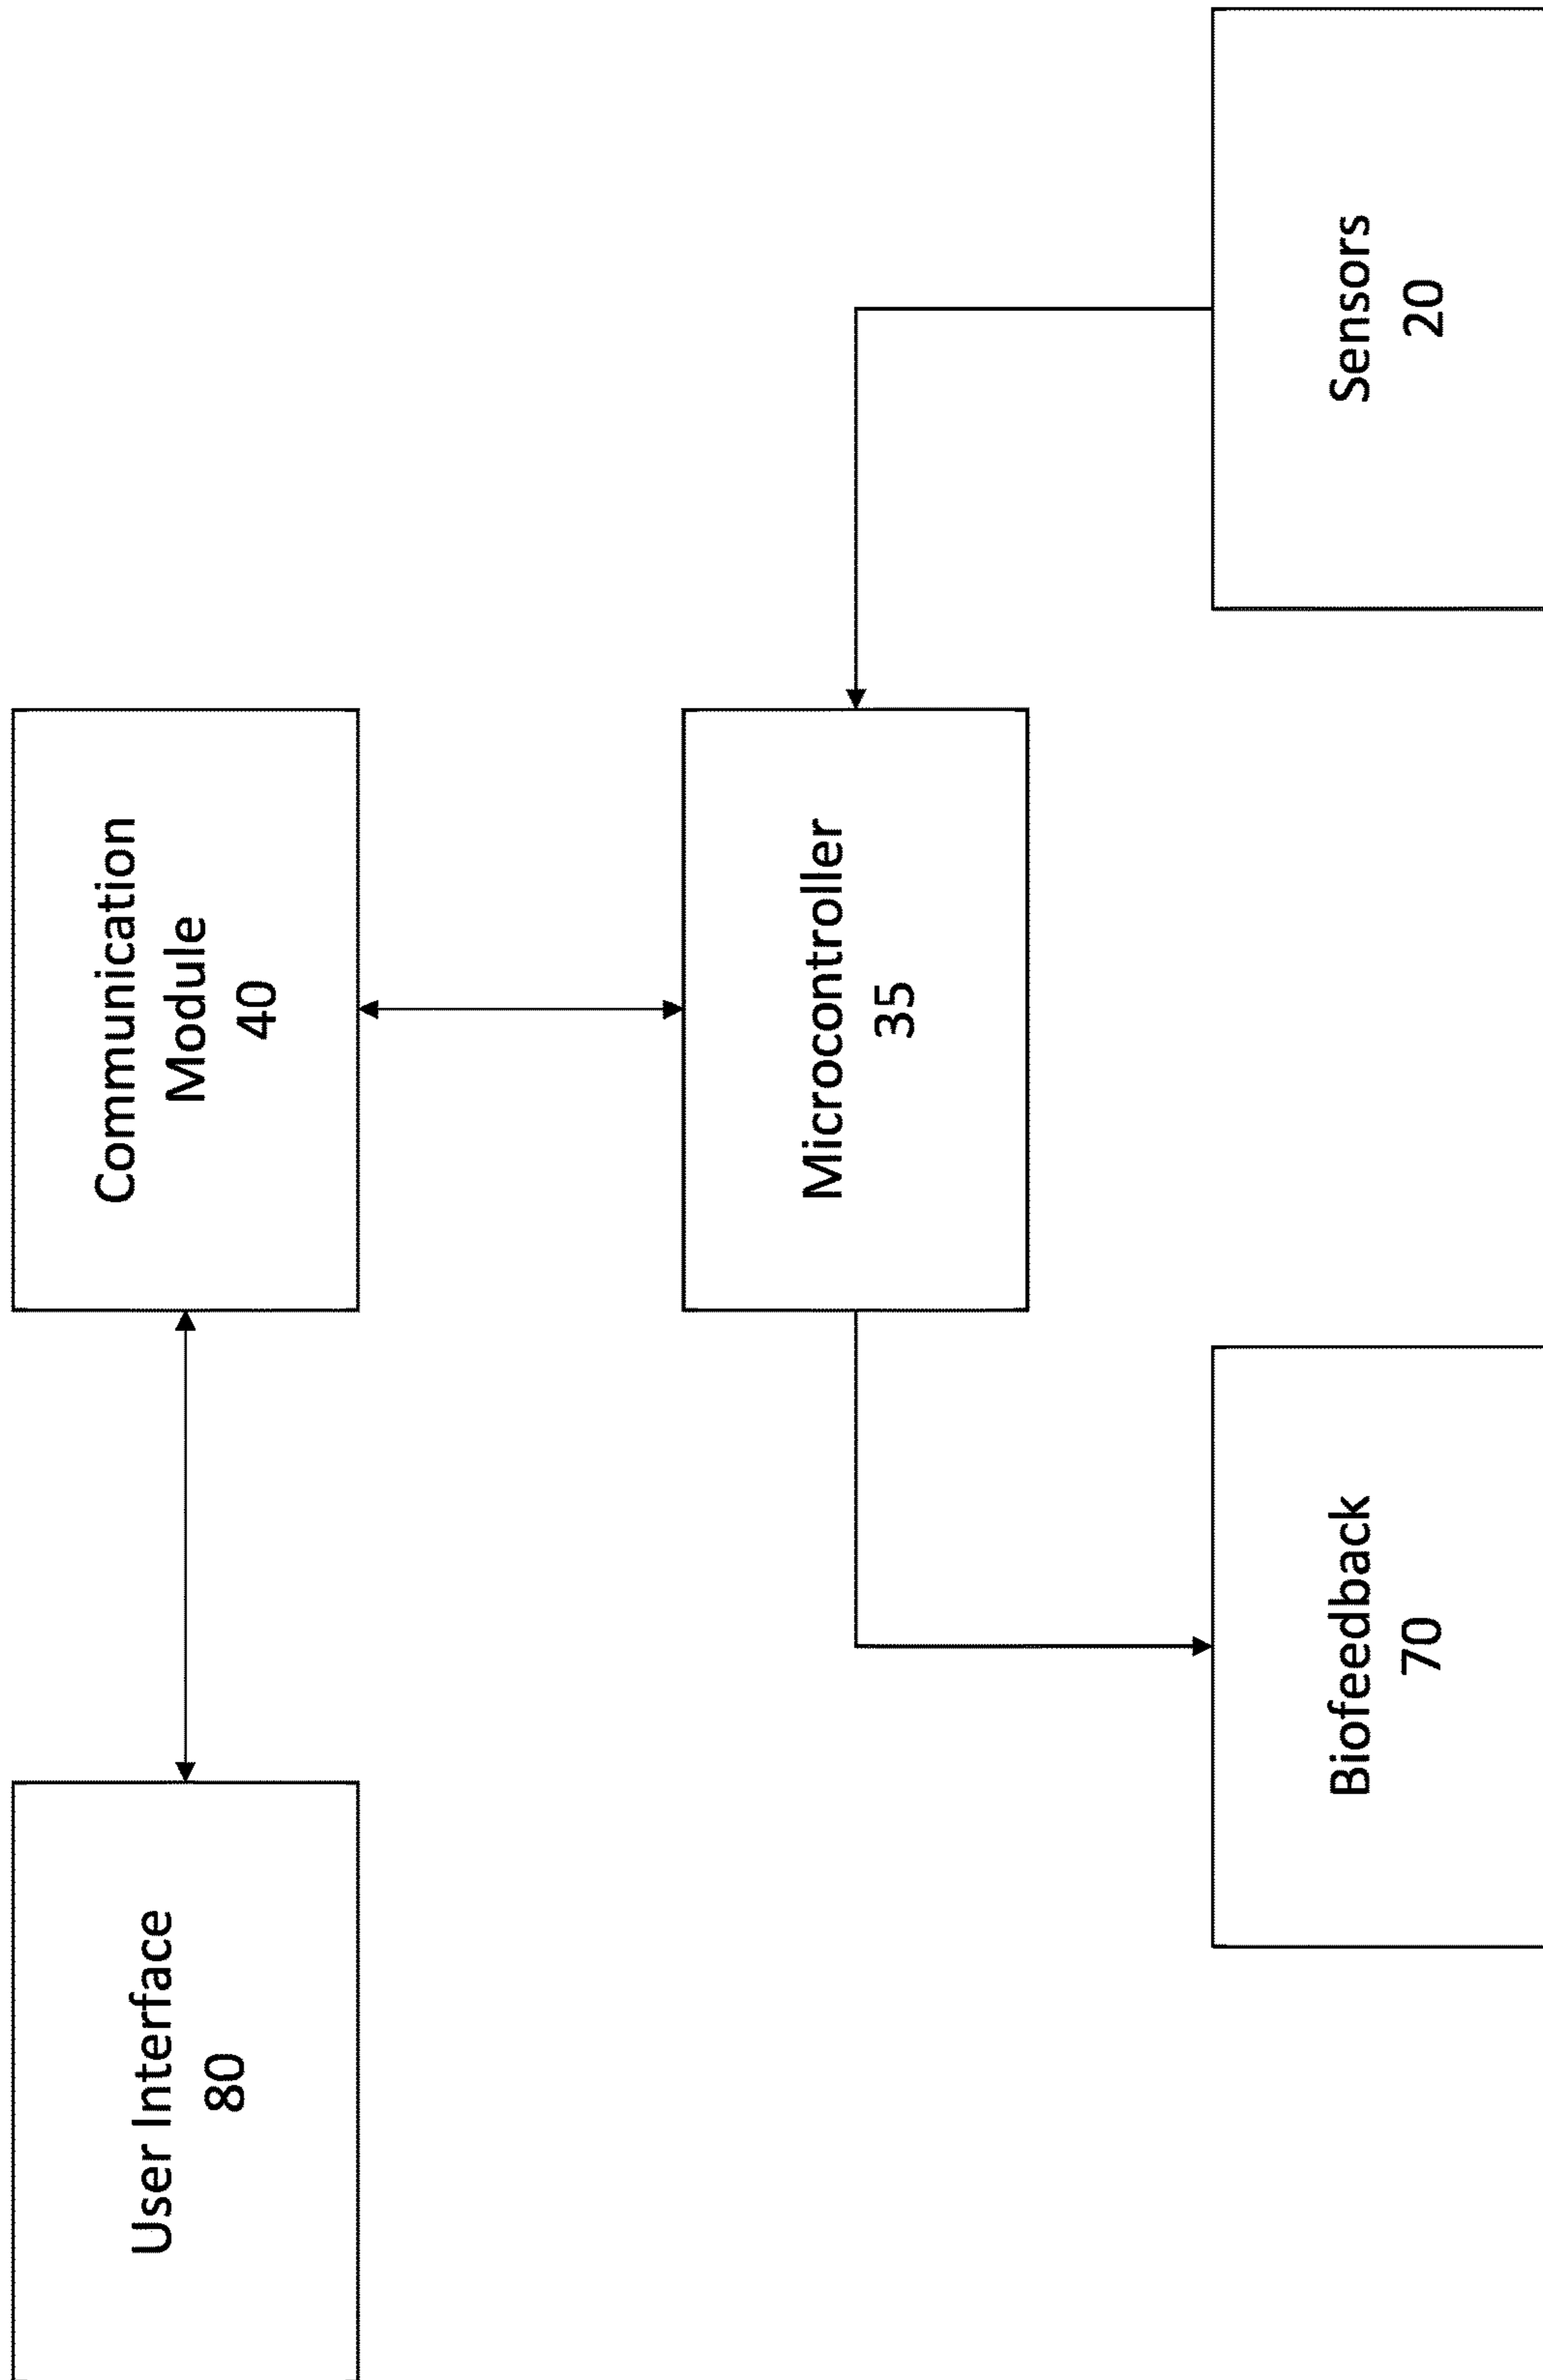 User Interface
80
Communication
Module
40
Microcontroller
35
Biofeedback
70
Sensors
20